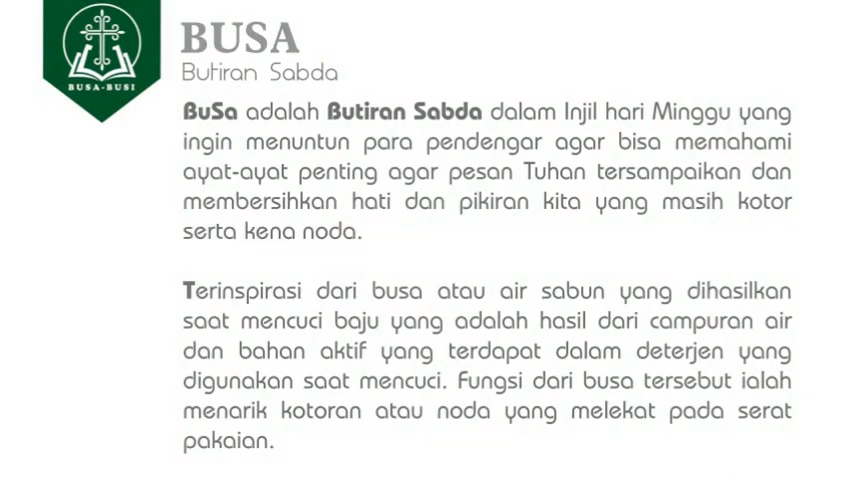 BUSA-BUSI
BUSA
Butiran Sabda
BuSa adalah Butiran Sabda dalam Injil hari Minggu yang
ingin menuntun para pendengar agar bisa memahami
ayat-ayat penting agar pesan Tuhan tersampaikan dan
membersihkan hati dan pikiran kita yang masih kotor
serta kena noda.
Terinspirasi dari busa atau air sabun yang dihasilkan
saat mencuci baju yang adalah hasil dari campuran air
dan bahan aktif yang terdapat dalam deterjen yang
digunakan saat mencuci. Fungsi dari busa tersebut ialah
menarik kotoran atau noda yang melekat pada serat
pakaian.